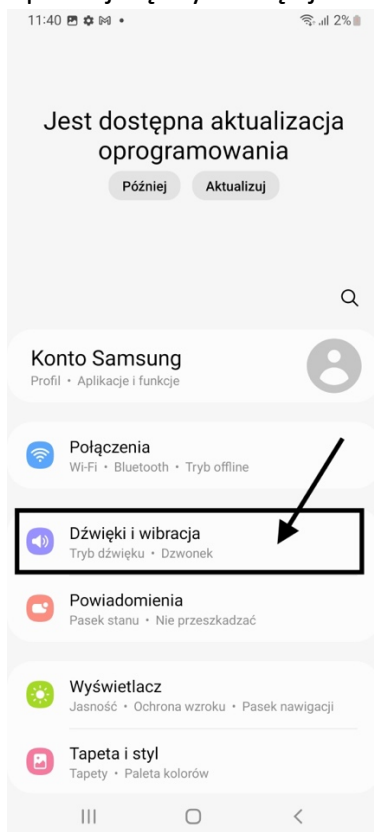 11:40 2%
Jest dostępna aktualizacja
oprogramowania
Później Aktualizuj
Konto Samsung
Profil • Aplikacje i funkcje
Połączenia
Wi-Fi • Bluetooth • Tryb offline
Dźwięki i wibracja
Tryb dźwięku • Dzwonek
Powiadomienia
Pasek stanu • Nie przeszkadzać
Wyświetlacz
Jasność • Ochrona wzroku • Pasek nawigacji
Tapeta i styl
Tapety • Paleta kolorów